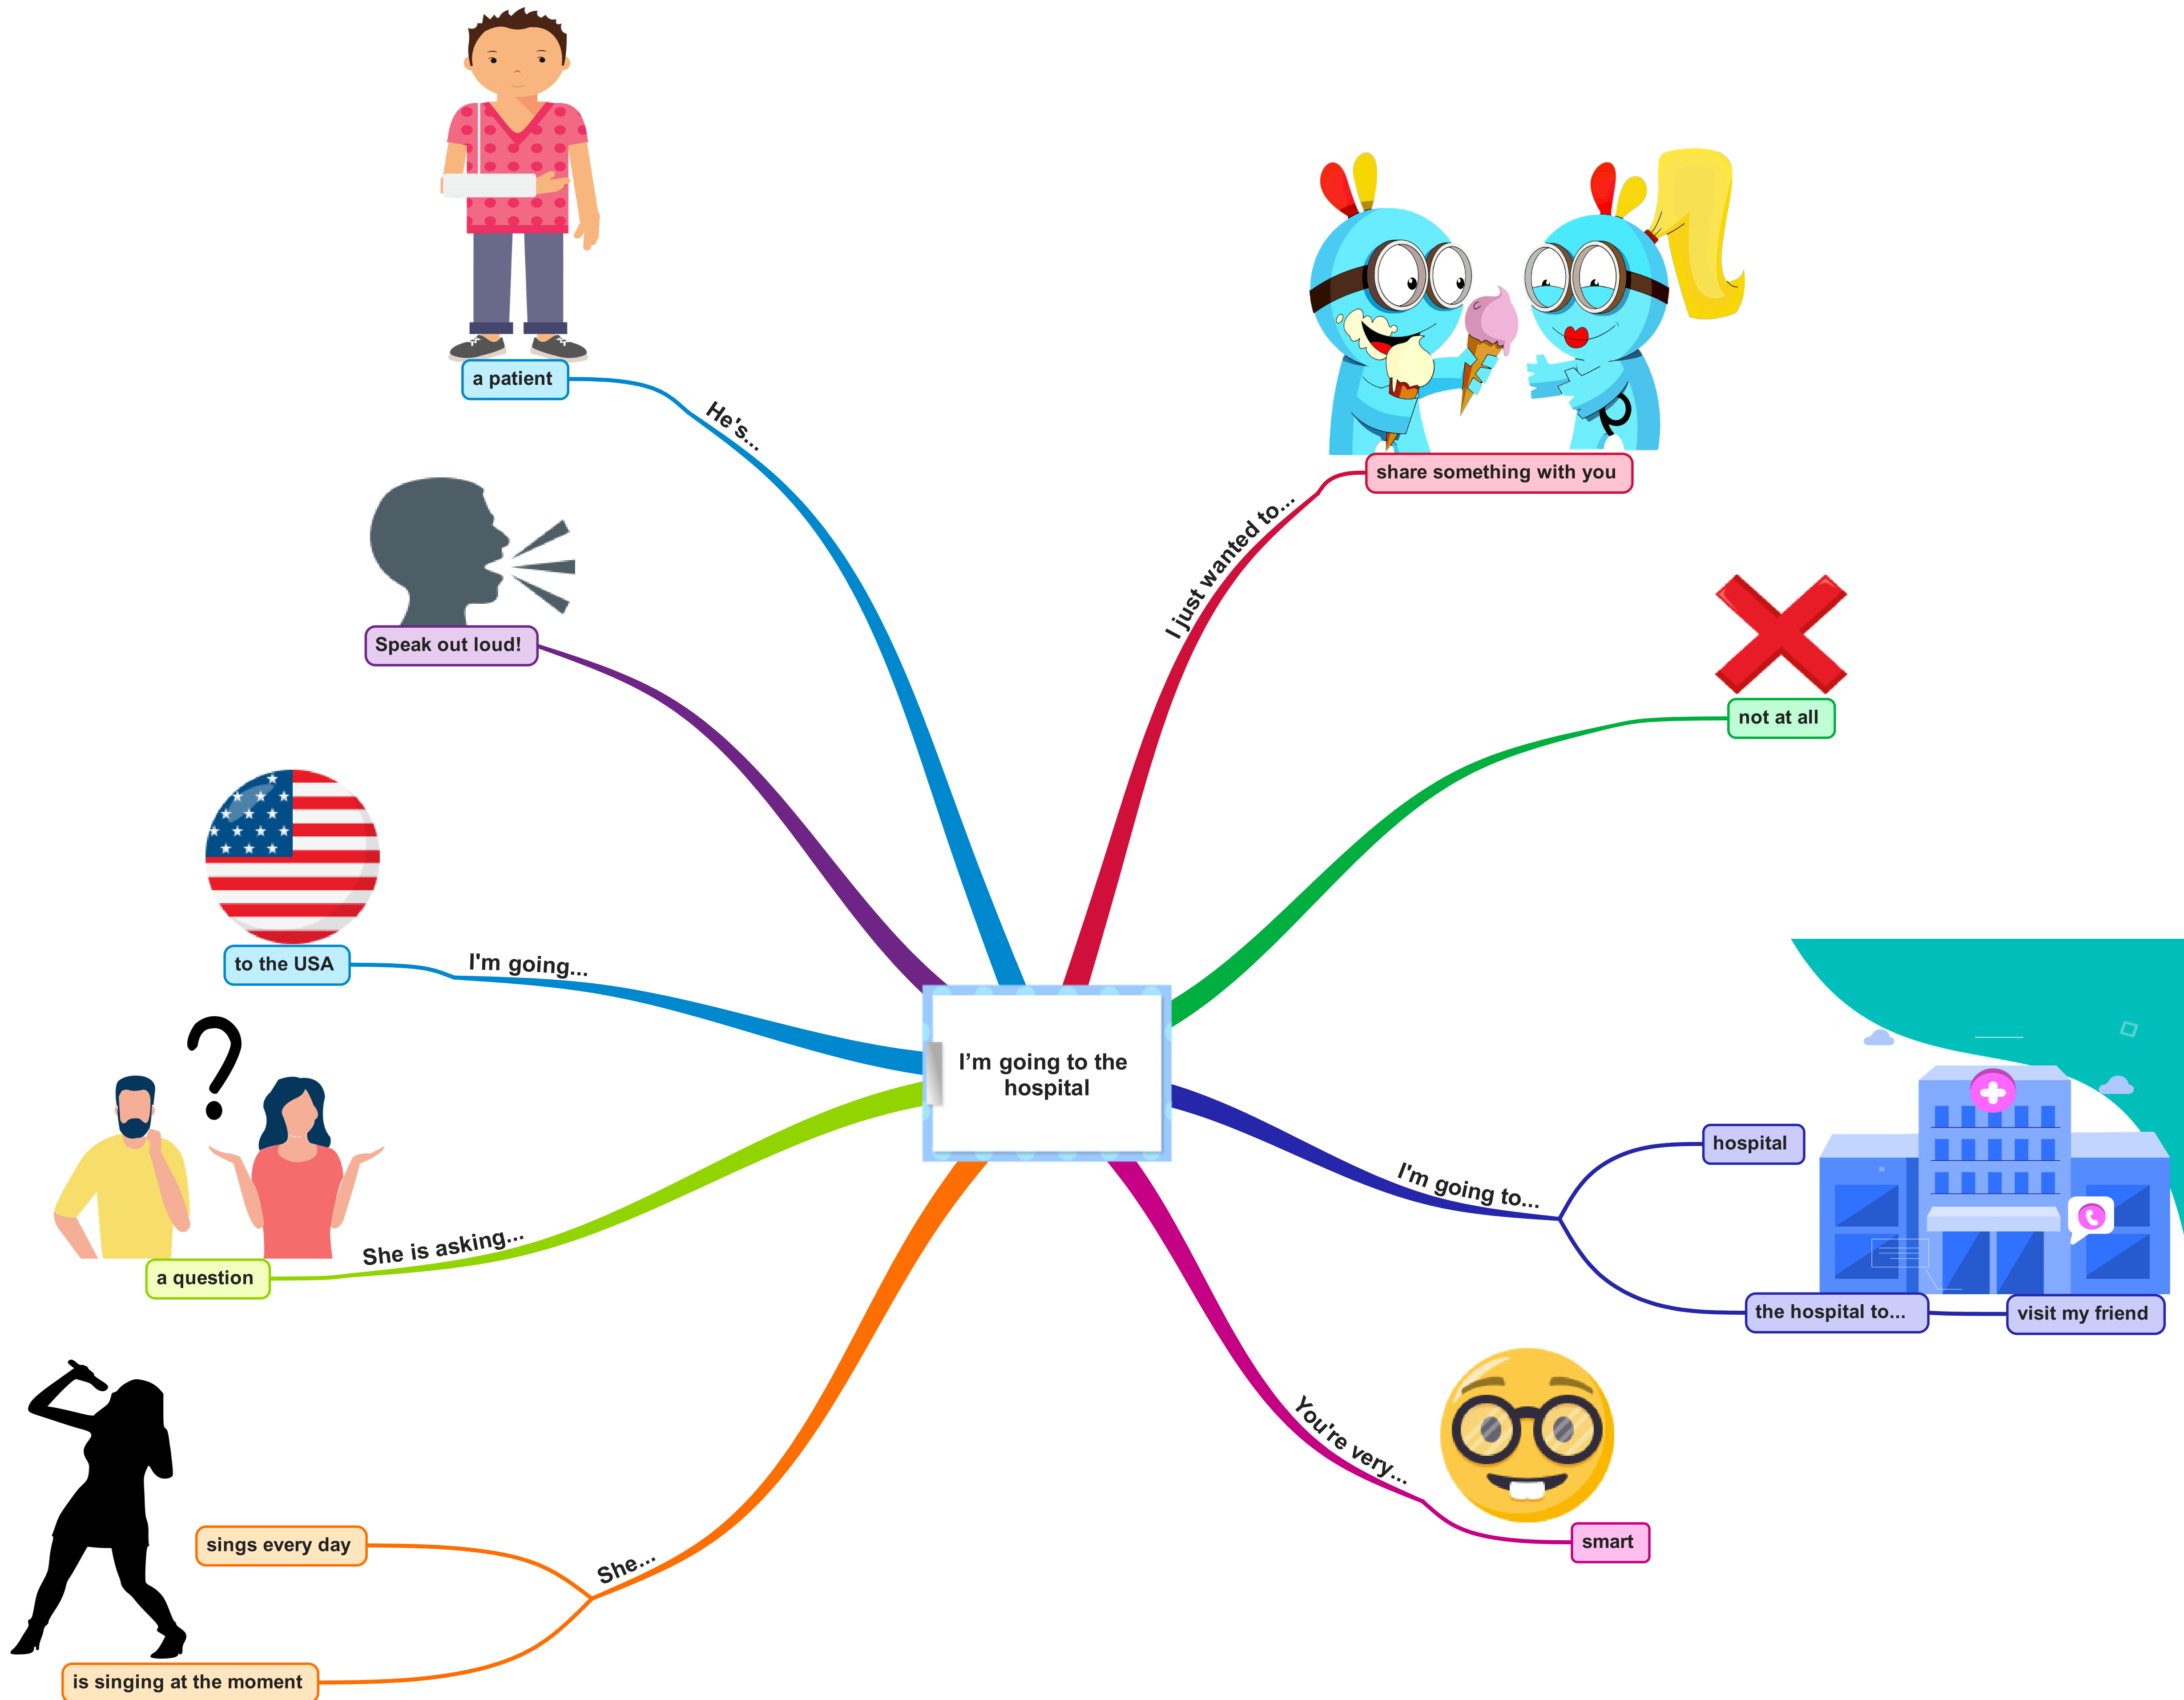 I’m going to the
hospital
I just wanted to...
share something with you
not at all
I'm going to...
hospital
the hospital to...
visit my friend
You're very...
smart
She...
sings every day
is singing at the moment
She is asking...
a question
I'm going...
to the USA
Speak out loud!
He's...
a patient